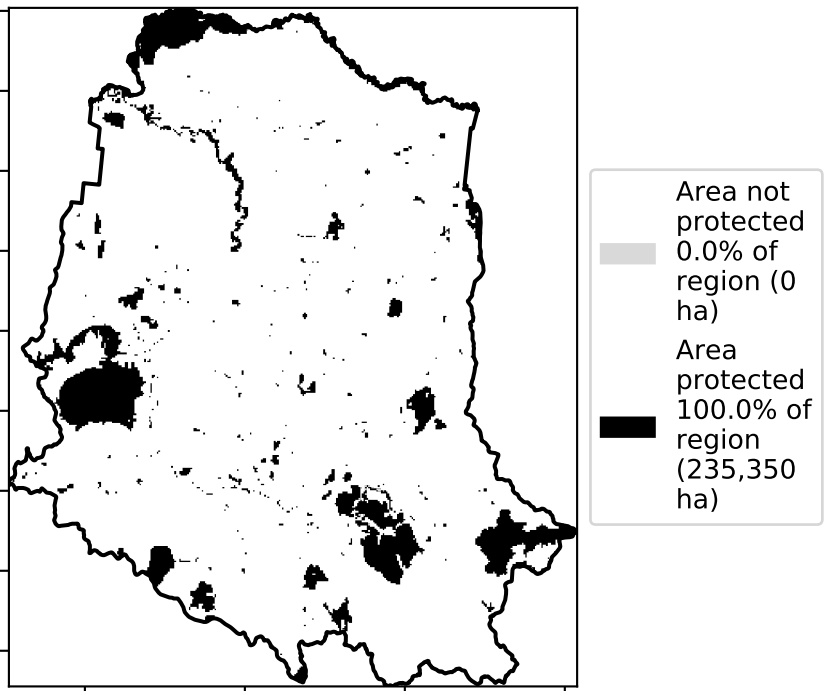 Area not
protected
0.0% of
region (0
ha)
Area
protected
100.0% of
region
(235,350
ha)